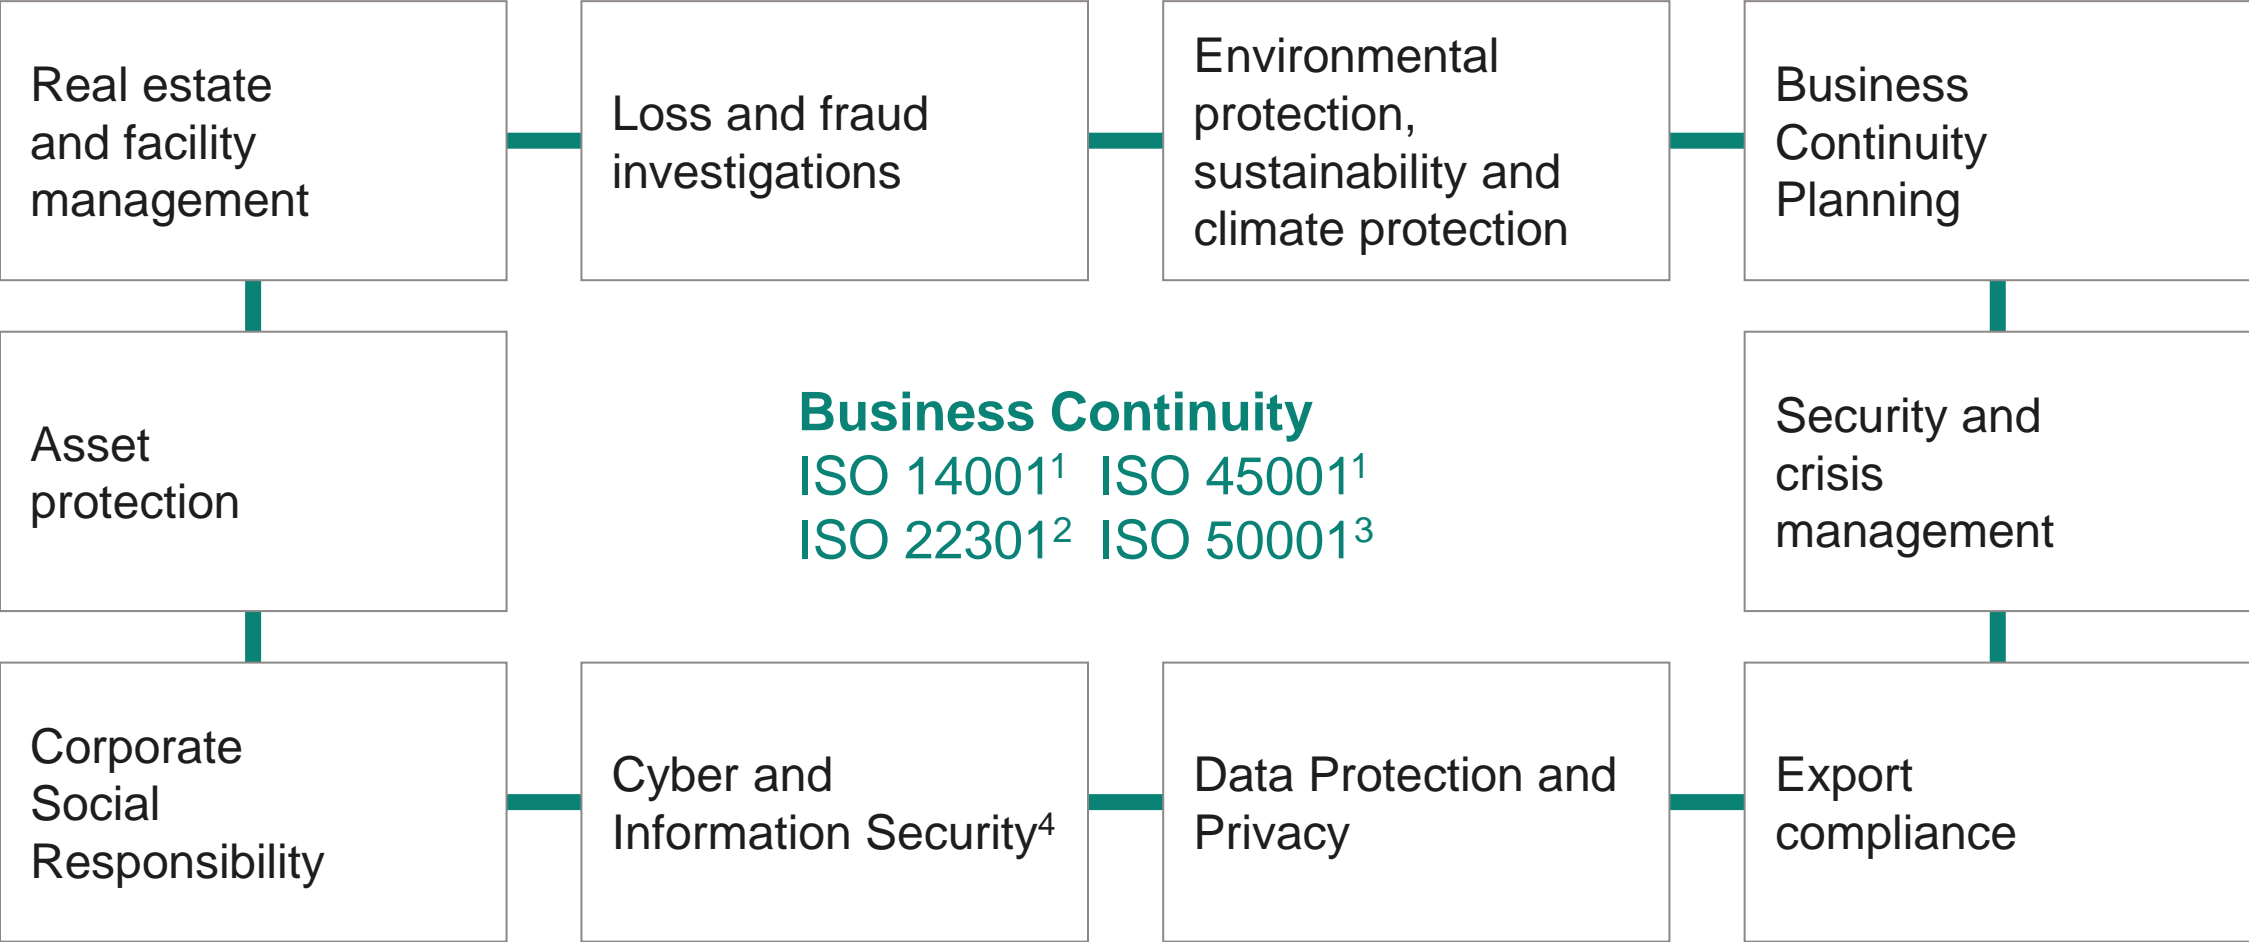 Real estate
and facility
management
Loss and fraud
investigations
Environmental
protection,
sustainability and
climate protection
Business
Continuity
Planning
Asset
protection
Business Continuity
ISO 14001¹ ISO 45001¹
ISO 22301² ISO 50001³
Security and
crisis
management
Corporate
Social
Responsibility
Cyber and
Information Security⁴
Data Protection and
Privacy
Export
compliance